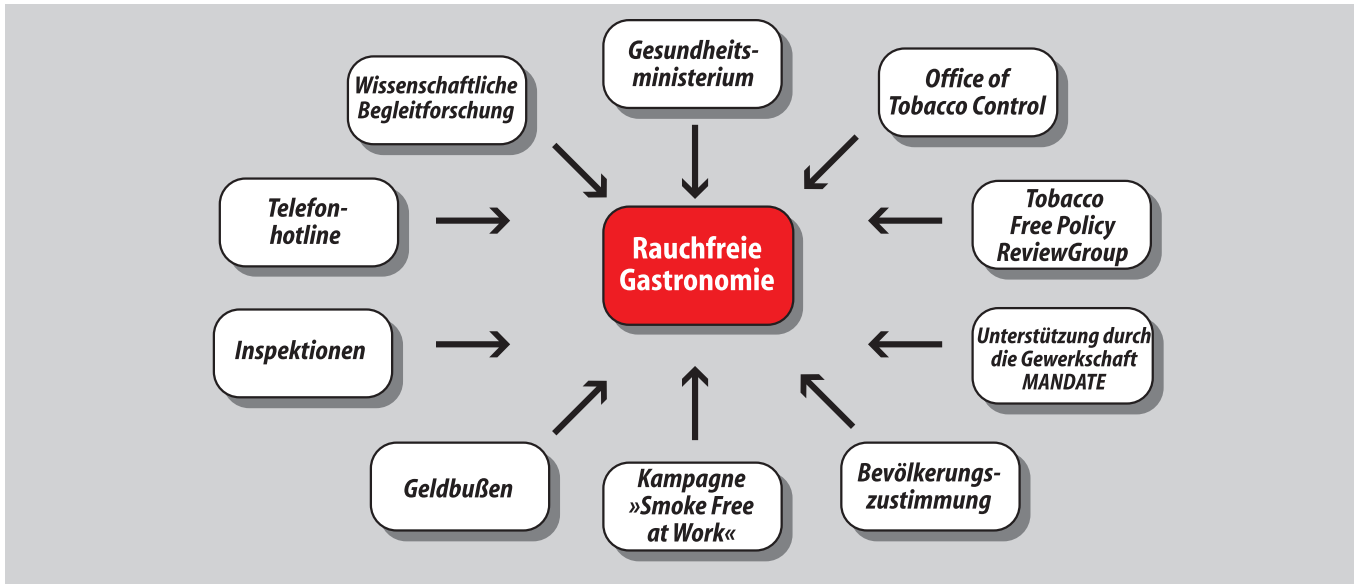 Gesundheits-
ministerium
Wissenschaftliche
Begleitforschung
Office of
Tobacco Control
Telefon-
hotline
Tobacco
Free Policy
ReviewGroup
Rauchfreie
Gastronomie
Inspektionen
Unterstützung durch
die Gewerkschaft
MANDATE
Geldbußen
Kampagne
»Smoke Free
at Work«
Bevölkerungs-
zustimmung